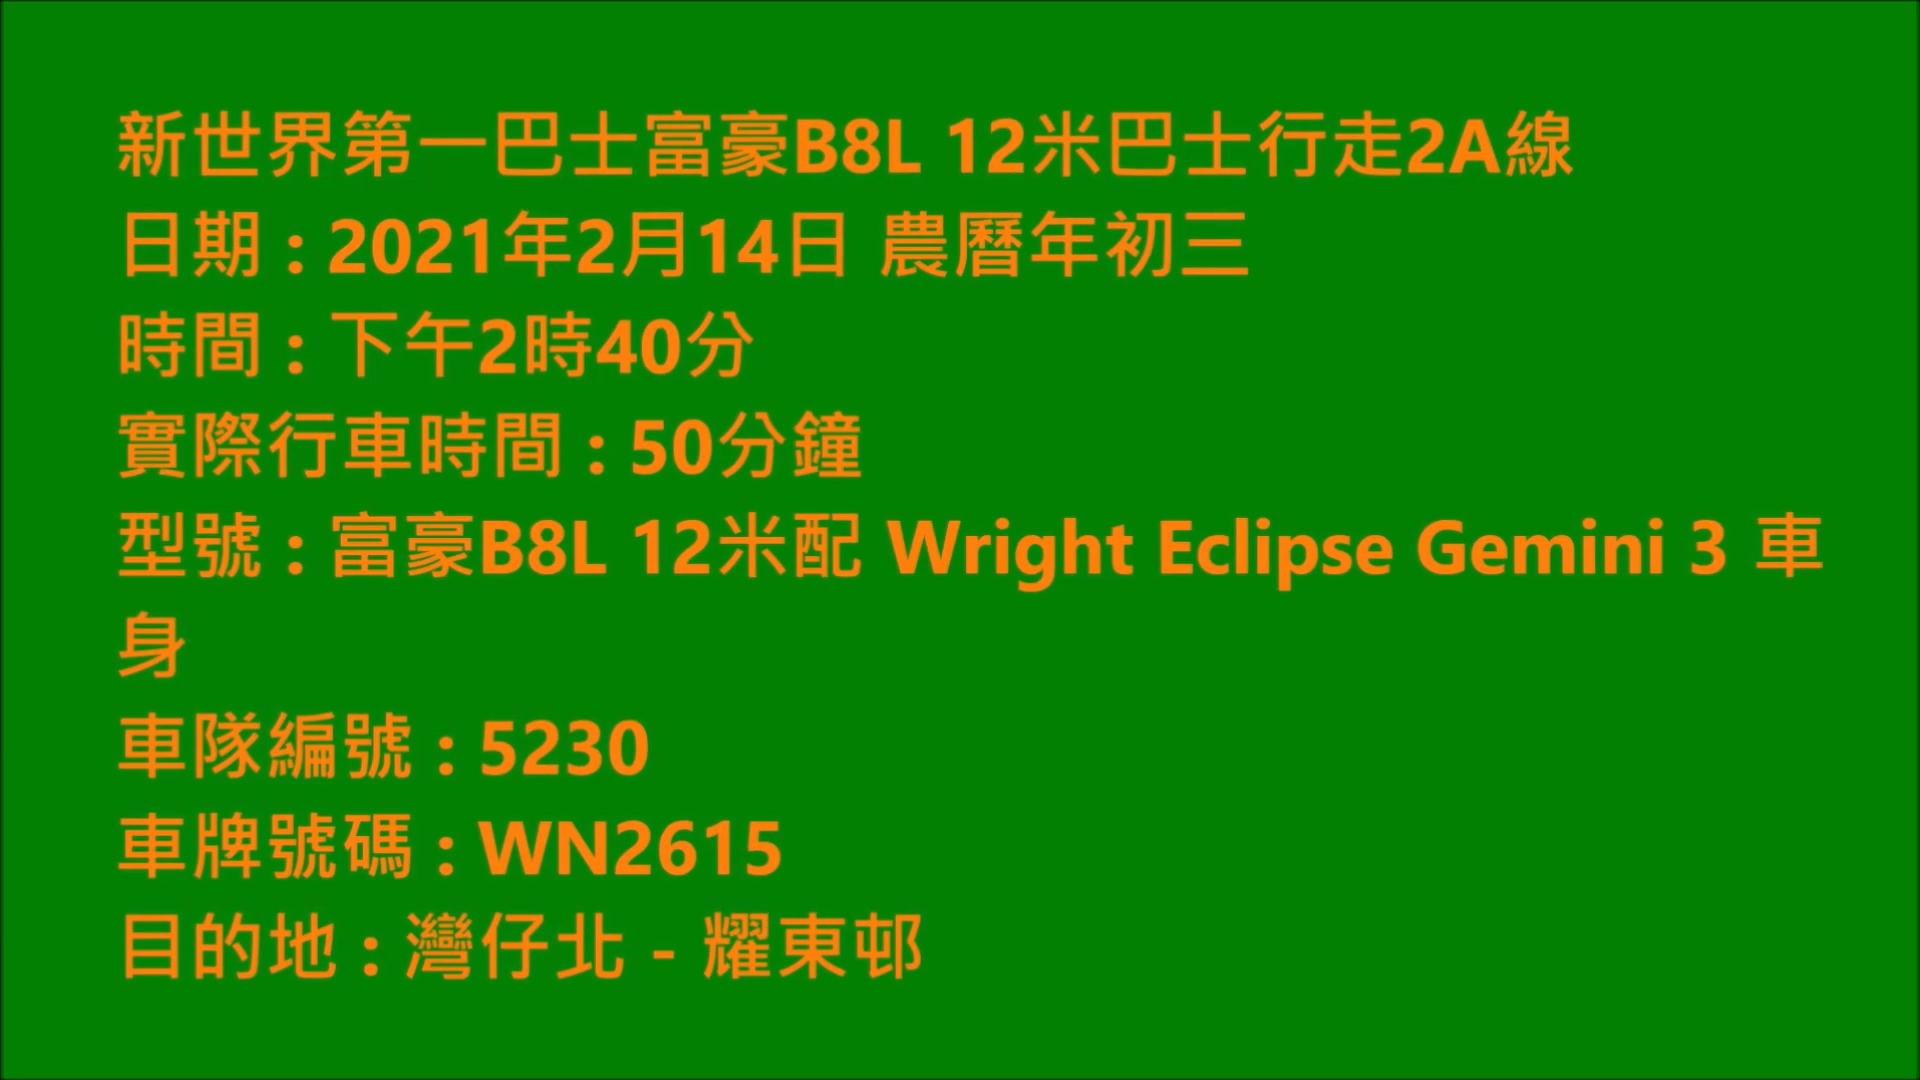 新世界第一巴士富豪B8L 12米巴士行走2A線
日期 : 2021年2月14日 農曆年初三
時間 : 下午2時40分
實際行車時間 : 50分鐘
型號 : 富豪B8L 12米配 Wright Eclipse Gemini 3 車
身
車隊編號 : 5230
車牌號碼 : WN2615
目的地 : 灣仔北 - 耀東邨